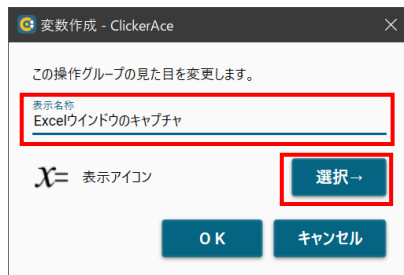 変数作成 - ClickerAce
この操作グループの見た目を変更します。
表示名称
Excelウインドウのキャプチャ
X= 表示アイコン 選択→
OK キャンセル